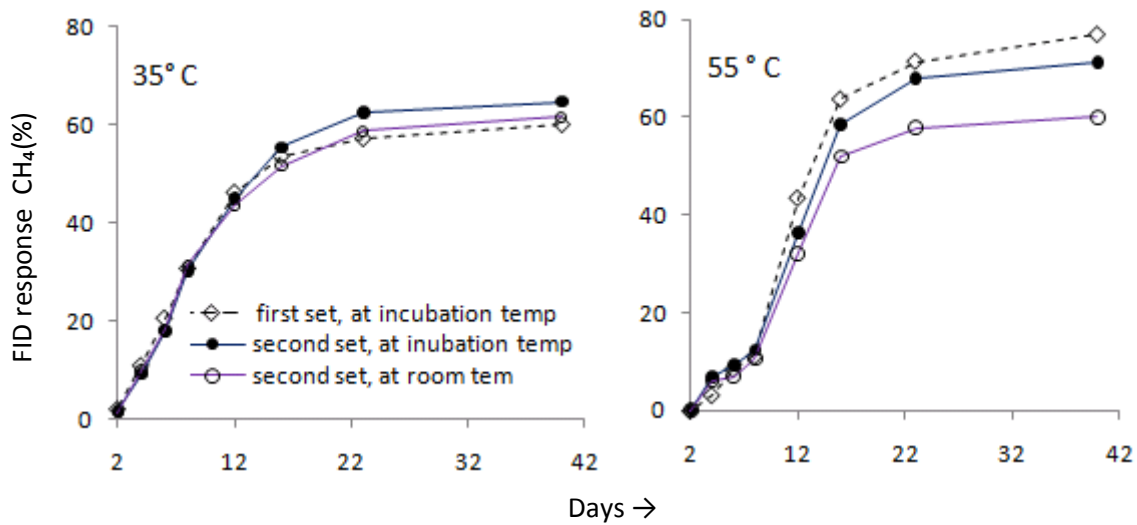 FID response CH₄(%)
80
60
40
20
0
35° C
first set, at incubation temp
second set, at inubation temp
second set, at room tem
2 12 22 32 42
80
60
40
20
0
55 ° C
2 12 22 32 42
Days →